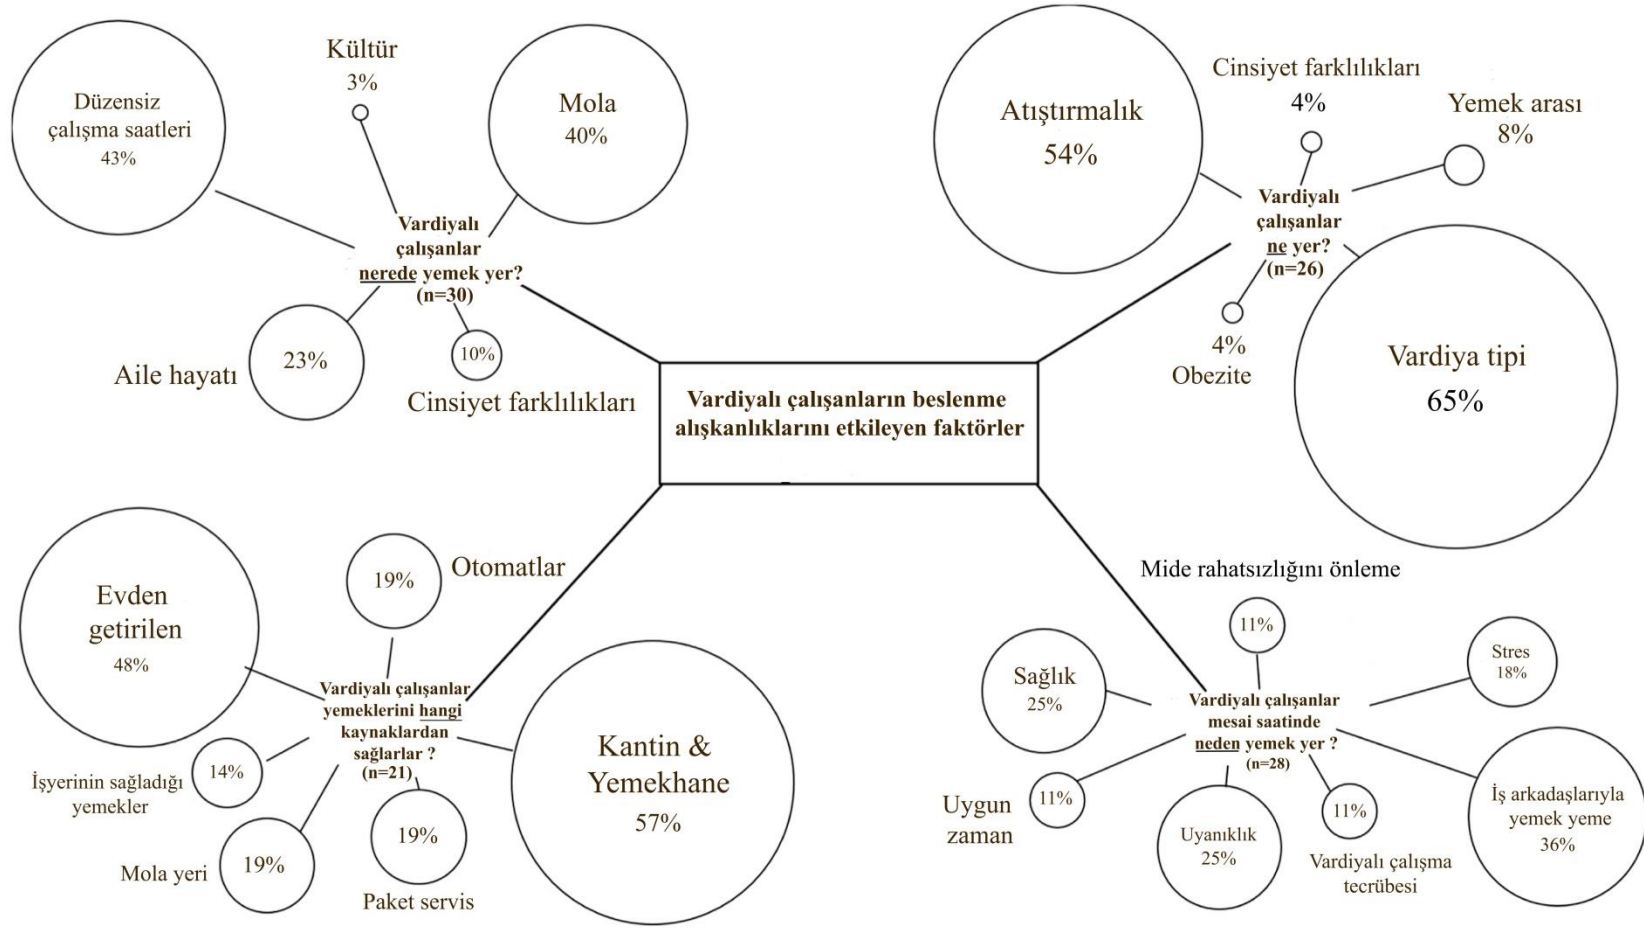 Düzensiz
çalışma saatleri
43%
Kültür
3%
Mola
40%
Vardiyalı
çalışanlar
nerede yemek yer?
(n=30)
Aile hayatı
23%
10%
Cinsiyet farklılıkları
Atıştırmalık
54%
Cinsiyet farklılıkları
4%
Yemek arası
8%
Vardiyalı
çalışanlar
ne yer?
(n=26)
4%
Obezite
Vardiya tipi
65%
Vardiyalı çalışanların beslenme
alışkanlıklarını etkileyen faktörler
Evden
getirilen
48%
19%
Otomatlar
Vardiyalı çalışanlar
yemeklerini hangi
kaynaklardan
sağlarlar ?
(n=21)
İşyerinin sağladığı
yemekler
14%
Mola yeri
19%
19%
Paket servis
Kantin &
Yemekhane
57%
Mide rahatsızlığını önleme
11%
Sağlık
25%
Stres
18%
Vardiyalı çalışanlar
mesai saatinde
neden yemek yer ?
(n=28)
Uygun
zaman
11%
Uyanıklık
25%
11%
Vardiyalı çalışma
tecrübesi
İş arkadaşlarıyla
yemek yeme
36%